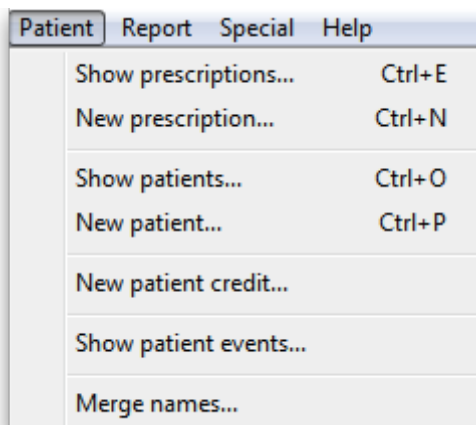 Patient Report Special Help
Show prescriptions... Ctrl+E
New prescription... Ctrl+N
Show patients... Ctrl+O
New patient... Ctrl+P
New patient credit...
Show patient events...
Merge names...